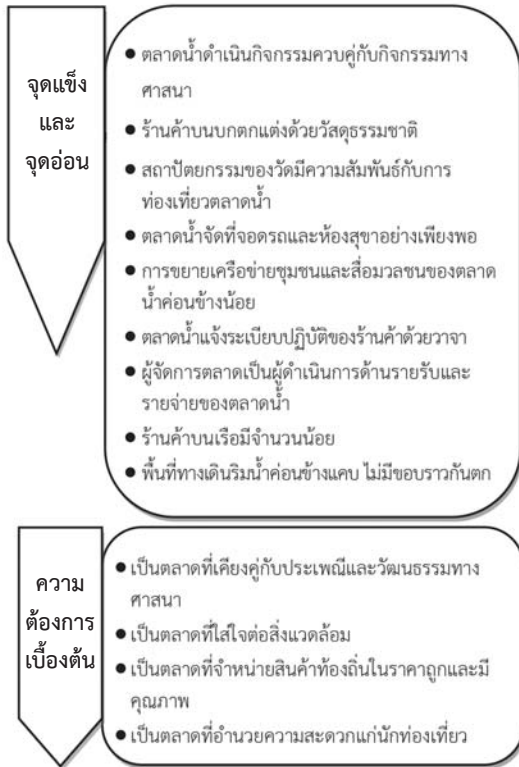 จุดแข็ง
และ
จุดอ่อน
● ตลาดน้ำดำเนินกิจกรรมควบคู่กับกิจกรรมทาง
ศาสนา
● ร้านค้าบนบกตกแต่งด้วยวัสดุธรรมชาติ
● สถาปัตยกรรมของวัดมีความสัมพันธ์กับการ
ท่องเที่ยวตลาดน้ำ
● ตลาดน้ำจัดที่จอดรถและห้องสุขาอย่างเพียงพอ
● การขยายเครือข่ายชุมชนและสื่อมวลชนของตลาด
น้ำค่อนข้างน้อย
● ตลาดน้ำแจ้งระเบียบปฏิบัติของร้านค้าด้วยวาจา
● ผู้จัดการตลาดเป็นผู้ดำเนินการด้านรายรับและ
รายจ่ายของตลาดน้ำ
● ร้านค้าบนเรือมีจำนวนน้อย
● พื้นที่ทางเดินริมน้ำค่อนข้างแคบ ไม่มีขอบราวกันตก
ความ
ต้องการ
เบื้องต้น
● เป็นตลาดที่เคียงคู่กับประเพณีและวัฒนธรรมทาง
ศาสนา
● เป็นตลาดที่ใส่ใจต่อสิ่งแวดล้อม
● เป็นตลาดที่จำหน่ายสินค้าท้องถิ่นในราคาถูกและมี
คุณภาพ
● เป็นตลาดที่อำนวยความสะดวกแก่นักท่องเที่ยว